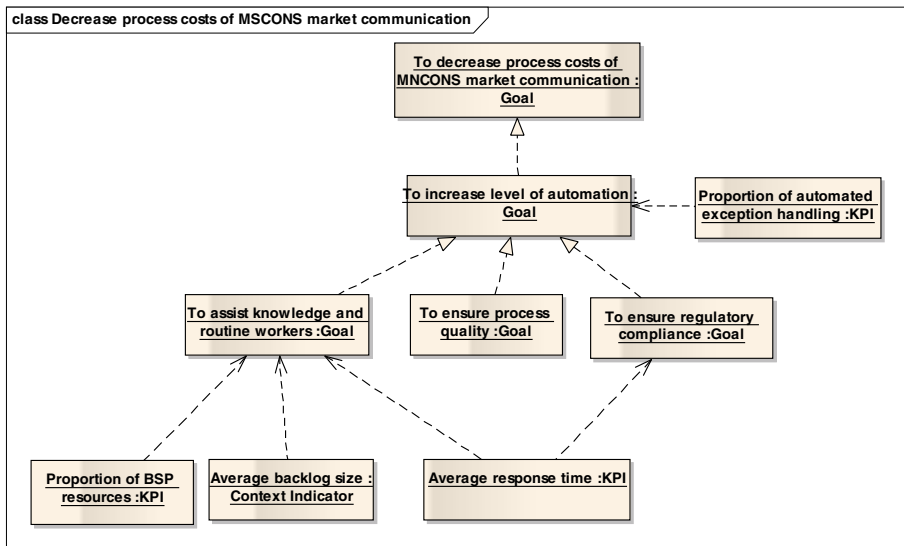 class Decrease process costs of MSCONS market communication
To decrease process costs of
MNCONS market communication :
Goal
To increase level of automation :
Goal
Proportion of automated
exception handling :KPI
To assist knowledge and
routine workers :Goal
To ensure process
quality :Goal
To ensure regulatory
compliance :Goal
Proportion of BSP
resources :KPI
Average backlog size :
Context Indicator
Average response time :KPI